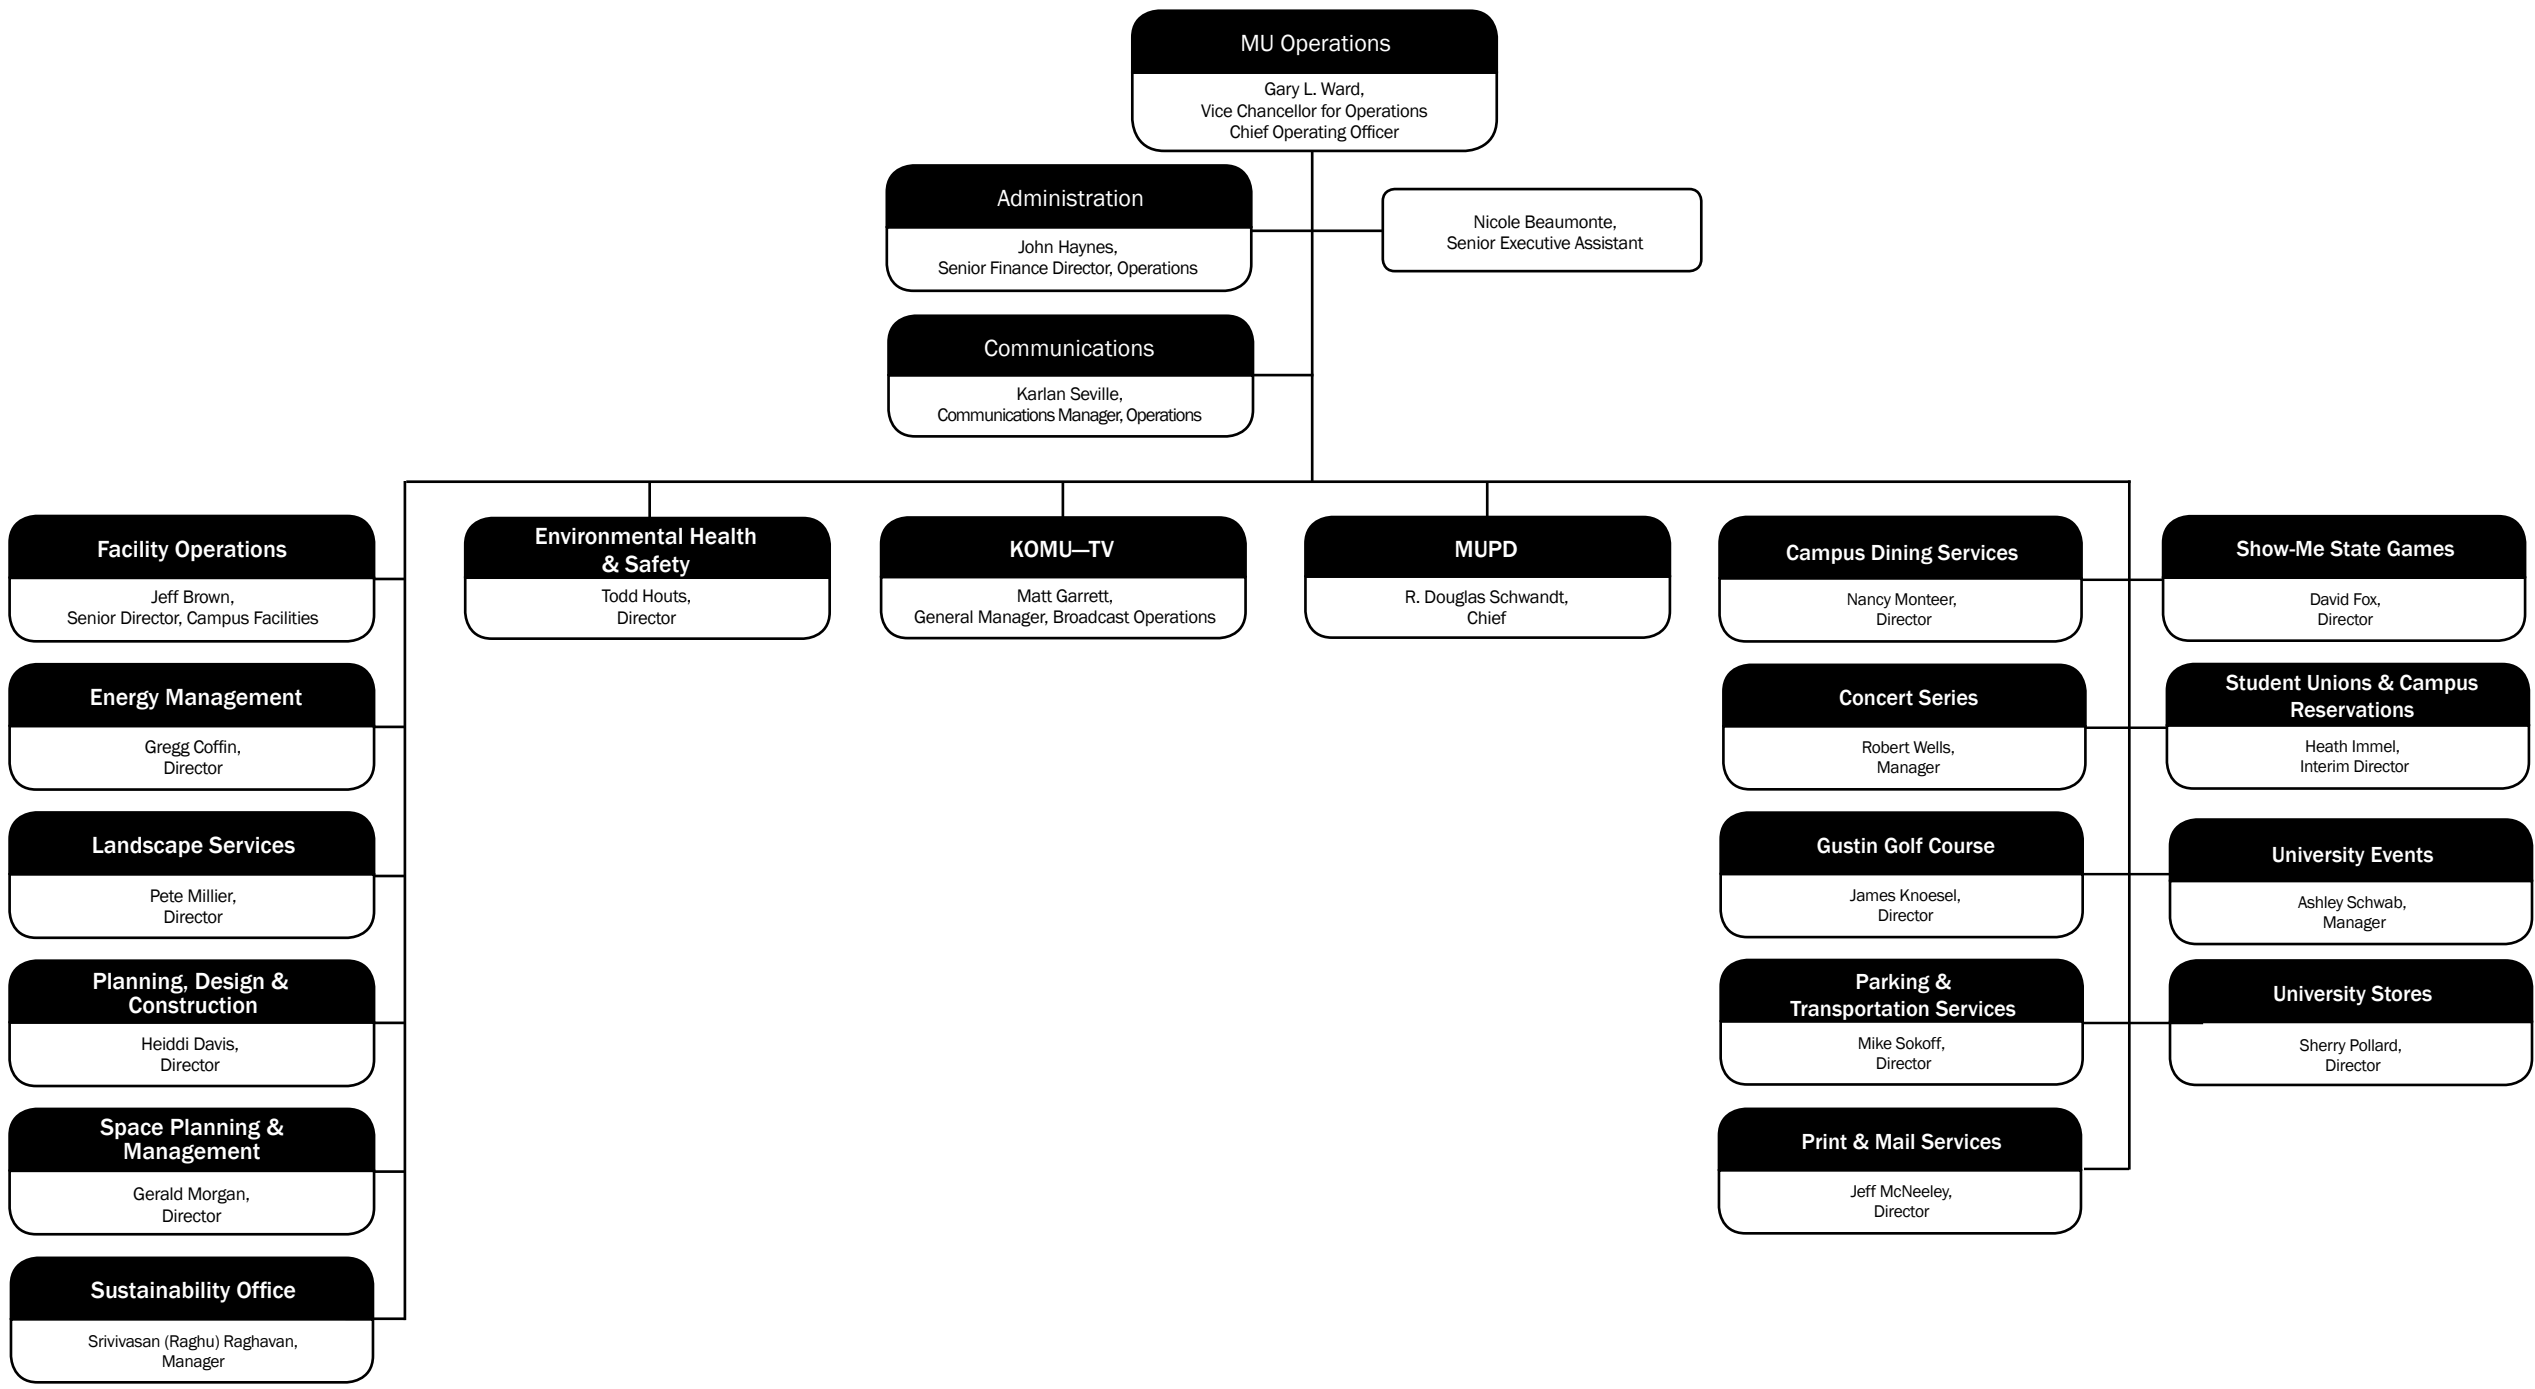 MU Operations
Gary L. Ward,
Vice Chancellor for Operations
Chief Operating Officer
Administration
John Haynes,
Senior Finance Director, Operations
Nicole Beaumonte,
Senior Executive Assistant
Communications
Karlan Seville,
Communications Manager, Operations
Facility Operations
Jeff Brown,
Senior Director, Campus Facilities
Energy Management
Gregg Coffin,
Director
Landscape Services
Pete Millier,
Director
Planning, Design &
Construction
Heiddi Davis,
Director
Space Planning &
Management
Gerald Morgan,
Director
Sustainability Office
Srivivasan (Raghu) Raghavan,
Manager
Environmental Health
& Safety
Todd Houts,
Director
KOMU—TV
Matt Garrett,
General Manager, Broadcast Operations
MUPD
R. Douglas Schwandt,
Chief
Campus Dining Services
Nancy Monteer,
Director
Concert Series
Robert Wells,
Manager
Gustin Golf Course
James Knoesel,
Director
Parking &
Transportation Services
Mike Sokoff,
Director
Print & Mail Services
Jeff McNeeley,
Director
Show-Me State Games
David Fox,
Director
Student Unions & Campus
Reservations
Heath Immel,
Interim Director
University Events
Ashley Schwab,
Manager
University Stores
Sherry Pollard,
Director